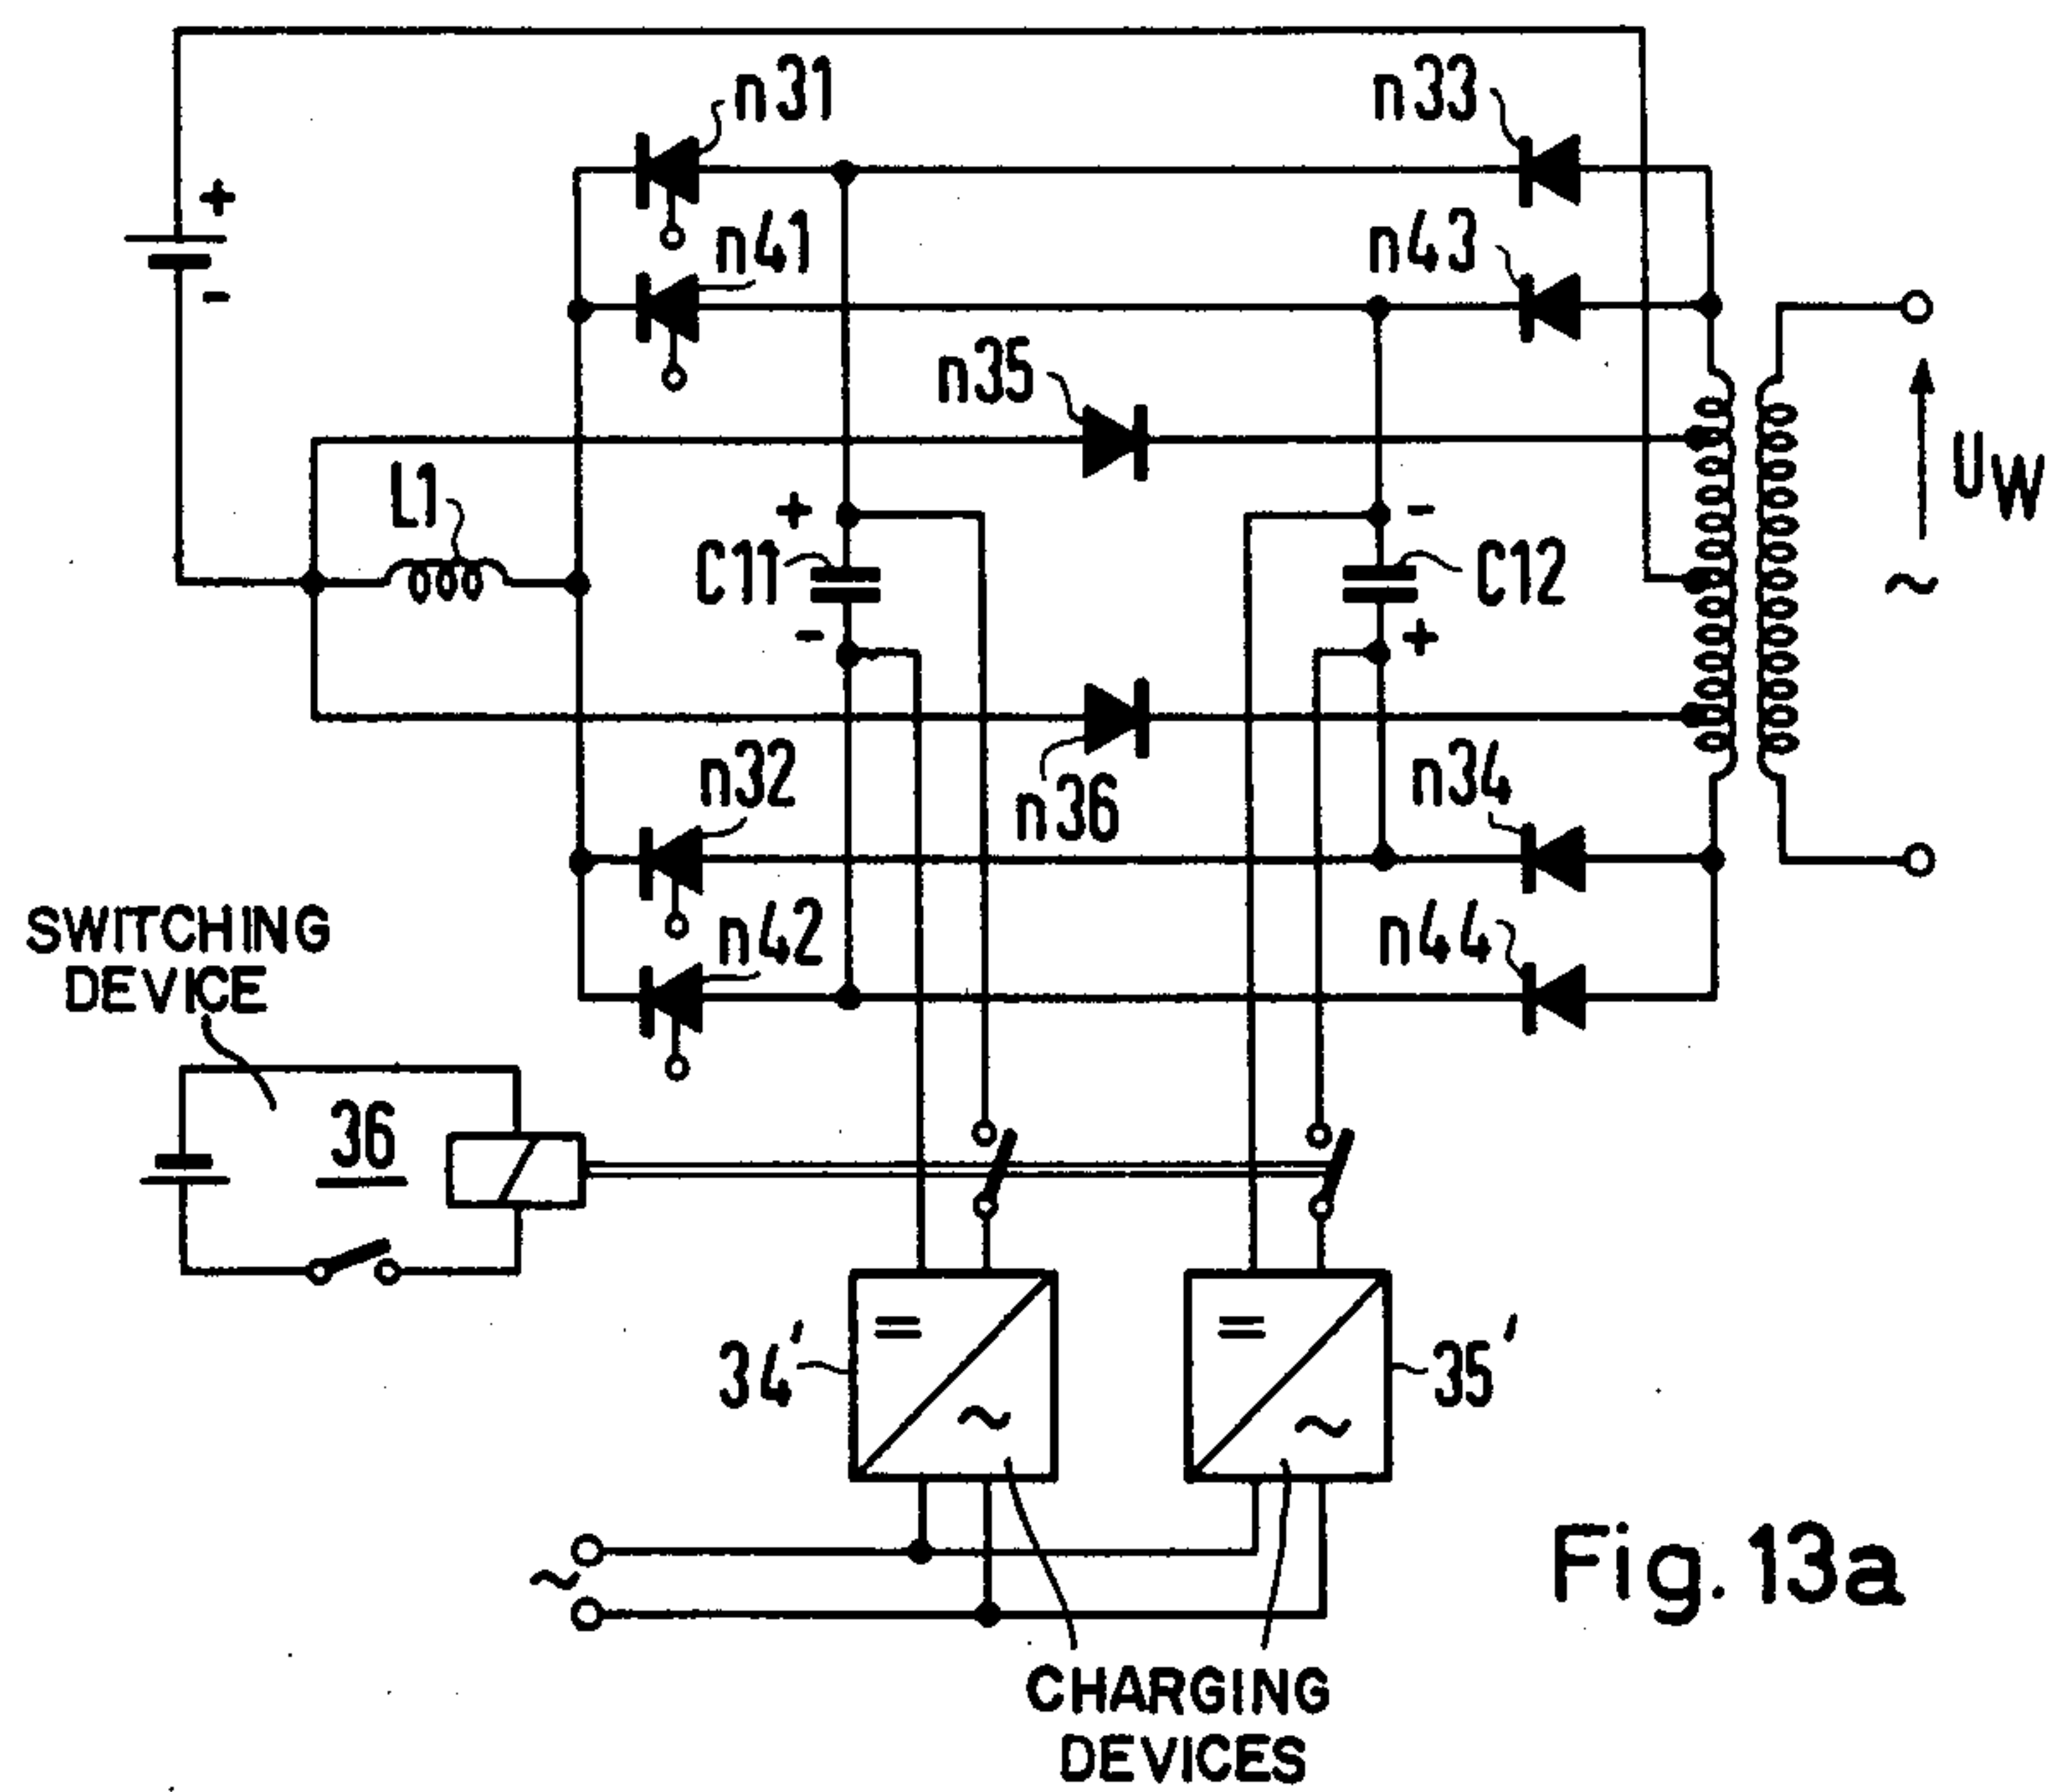 n31
n33
+
n41
n43
-
n35
L1
+
-
U_W
C11
C12
~
-
+
n32
n34
n36
SWITCHING
DEVICE
n42
n44
36
=
=
34'
35'
~
~
~
Fig. 13a
CHARGING
DEVICES